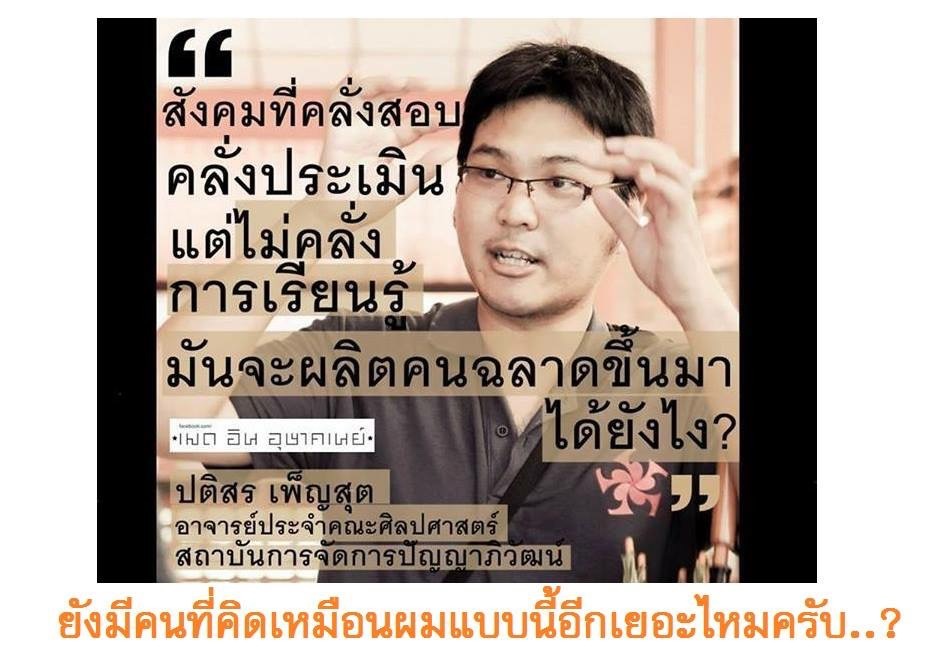 “
สังคมที่คลั่งสอบ
คลั่งประเมิน
แต่ไม่คลั่ง
การเรียนรู้
มันจะผลิตคนฉลาดขึ้นมา
ได้ยังไง?
”
facebook.com/
*เมด อิน อุษาคเนย์*
ปติสร เพ็ญสุต
อาจารย์ประจำคณะศิลปศาสตร์
สถาบันการจัดการปัญญาภิวัฒน์
ยังมีคนที่คิดเหมือนผมแบบนี้อีกเยอะไหมครับ..?